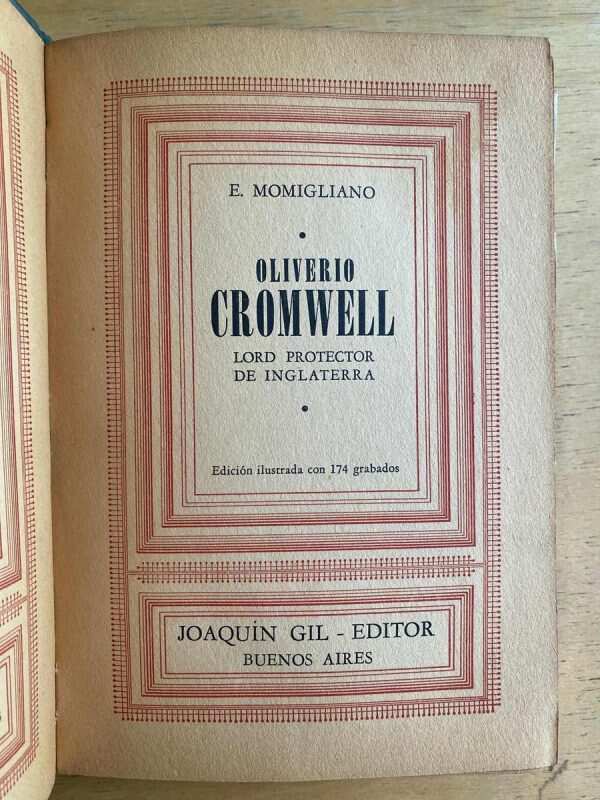 E. MOMIGLIANO
OLIVERIO
CROMWELL
LORD PROTECTOR
DE INGLATERRA
Edición ilustrada con 174 grabados
JOAQUÍN GIL - EDITOR
BUENOS AIRES